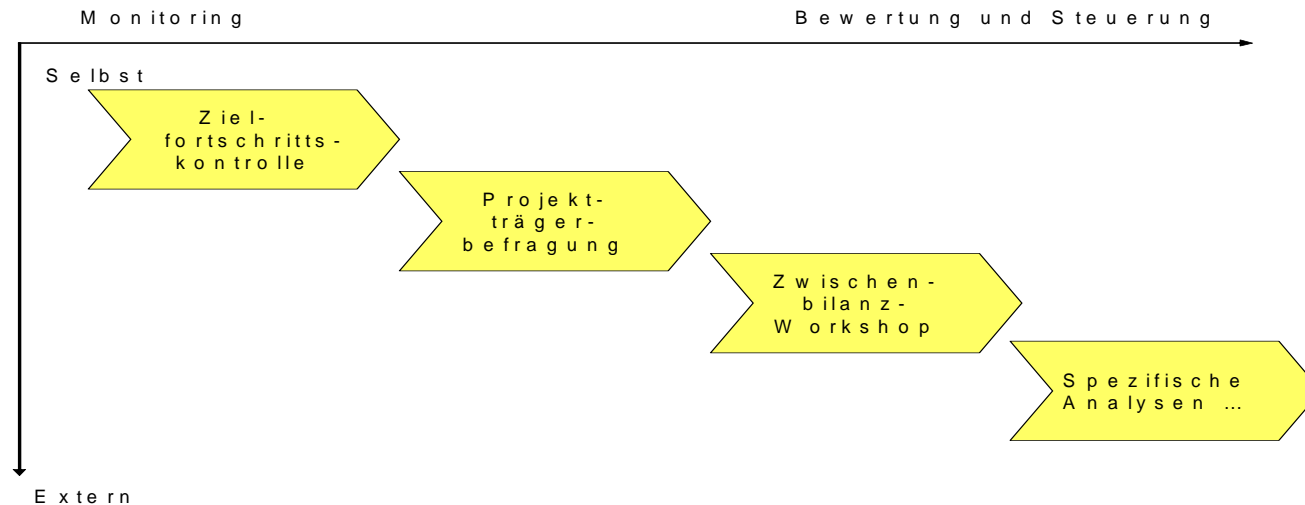 Monitoring
Bewertung und Steuerung
Selbst
Ziel-
fortschritts-
kontrolle
Projekt-
träger-
befragung
Zwischen-
bilanz-
Workshop
Spezifische
Analysen ...
Extern